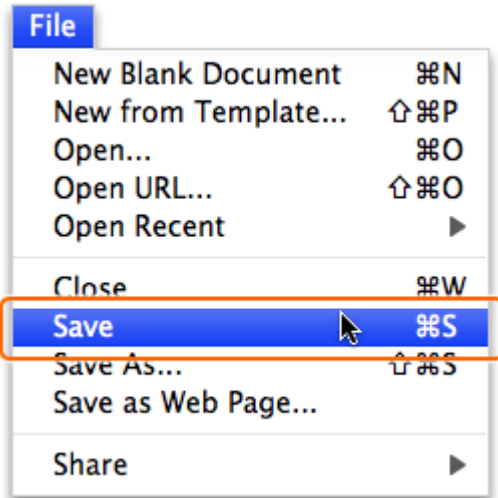 File
New Blank Document ⌘N
New from Template... ⇧⌘P
Open... ⌘O
Open URL... ⇧⌘O
Open Recent ▶
Close ⌘W
Save ⌘S
Save As... ⇧⌘S
Save as Web Page...
Share ▶